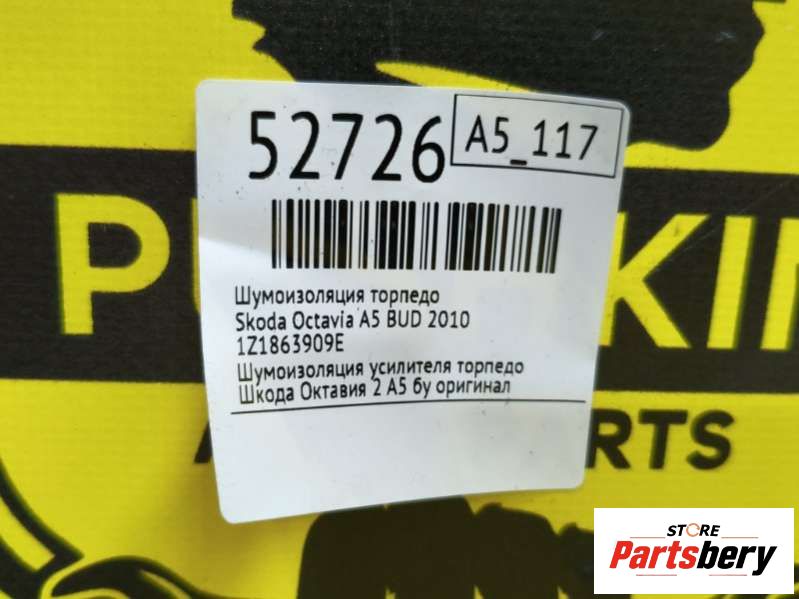 52726
A5_117
Шумоизоляция торпедо
Skoda Octavia A5 BUD 2010
1Z1863909E
Шумоизоляция усилителя торпедо
Шкода Октавия 2 А5 бу оригинал
STORE
Partsbery